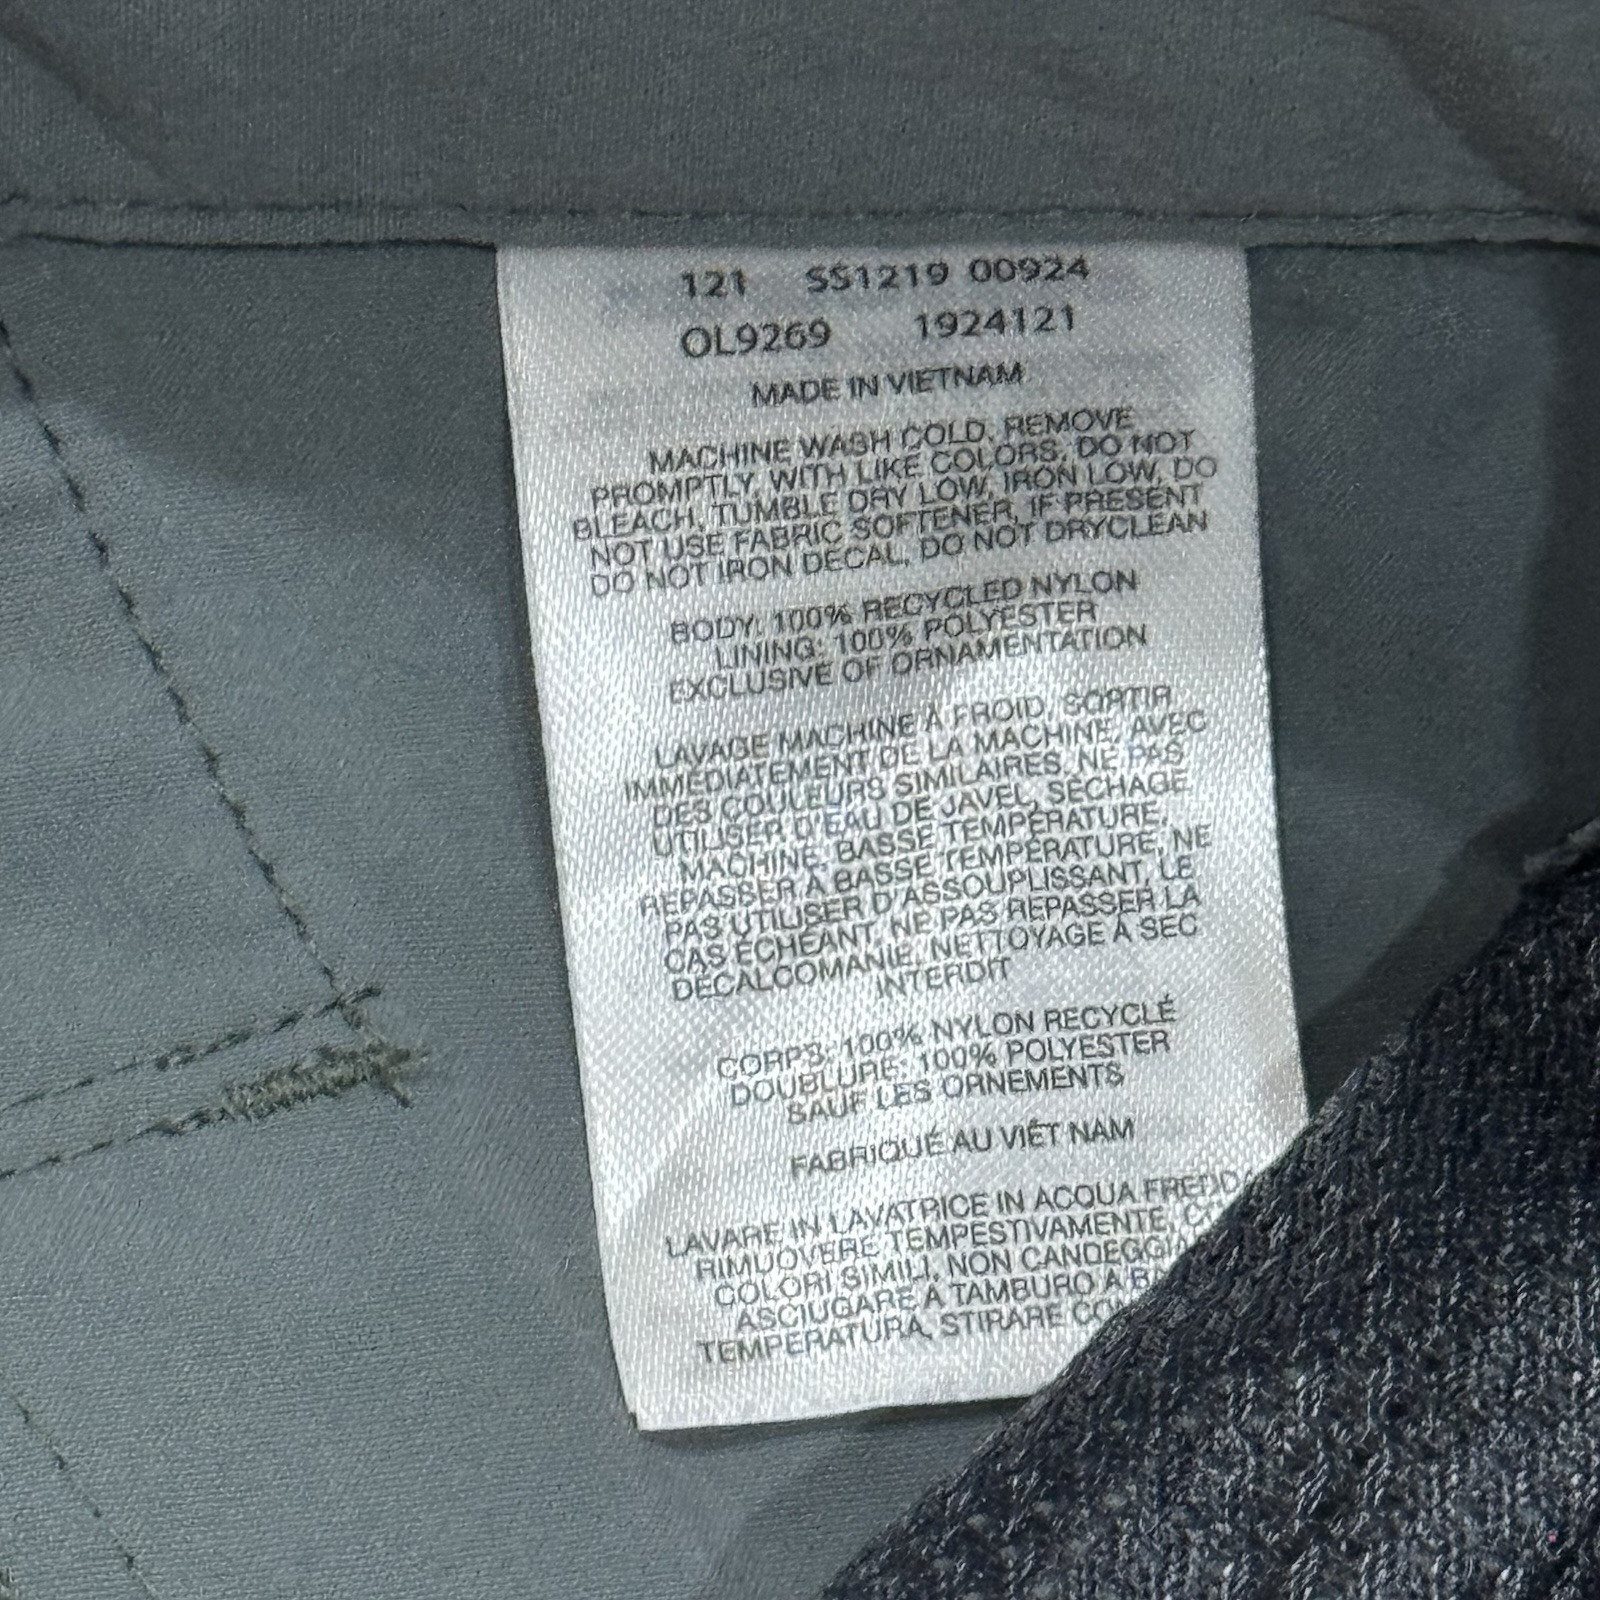 121 SS1219 00924
OL9269 1924121
MADE IN VIETNAM
MACHINE WASH COLD, REMOVE
PROMPTLY, WITH LIKE COLORS, DO NOT
BLEACH, TUMBLE DRY LOW, IRON LOW, DO
NOT USE FABRIC SOFTENER, IF PRESENT
DO NOT IRON DECAL, DO NOT DRYCLEAN
BODY: 100% RECYCLED NYLON
LINING: 100% POLYESTER
EXCLUSIVE OF ORNAMENTATION
LAVAGE MACHINE À FROID, SORTIR
IMMÉDIATEMENT DE LA MACHINE, AVEC
DES COULEURS SIMILAIRES, NE PAS
UTILISER D'EAU DE JAVEL, SÉCHAGE
MACHINE, BASSE TEMPÉRATURE,
REPASSER À BASSE TEMPÉRATURE, NE
PAS UTILISER D'ASSOUPLISSANT, LE
CAS ÉCHÉANT, NE PAS REPASSER LA
DÉCALCOMANIE, NETTOYAGE À SEC
INTERDIT
CORPS: 100% NYLON RECYCLÉ
DOUBLURE: 100% POLYESTER
SAUF LES ORNEMENTS
FABRIQUÉ AU VIÊT NAM
LAVARE IN LAVATRICE IN ACQUA FREDD
RIMUOVERE TEMPESTIVAMENTE, CO
COLORI SIMILI, NON CANDEGGI
ASCIUGARE A TAMBURO A BA
TEMPERATURA, STIRARE CON